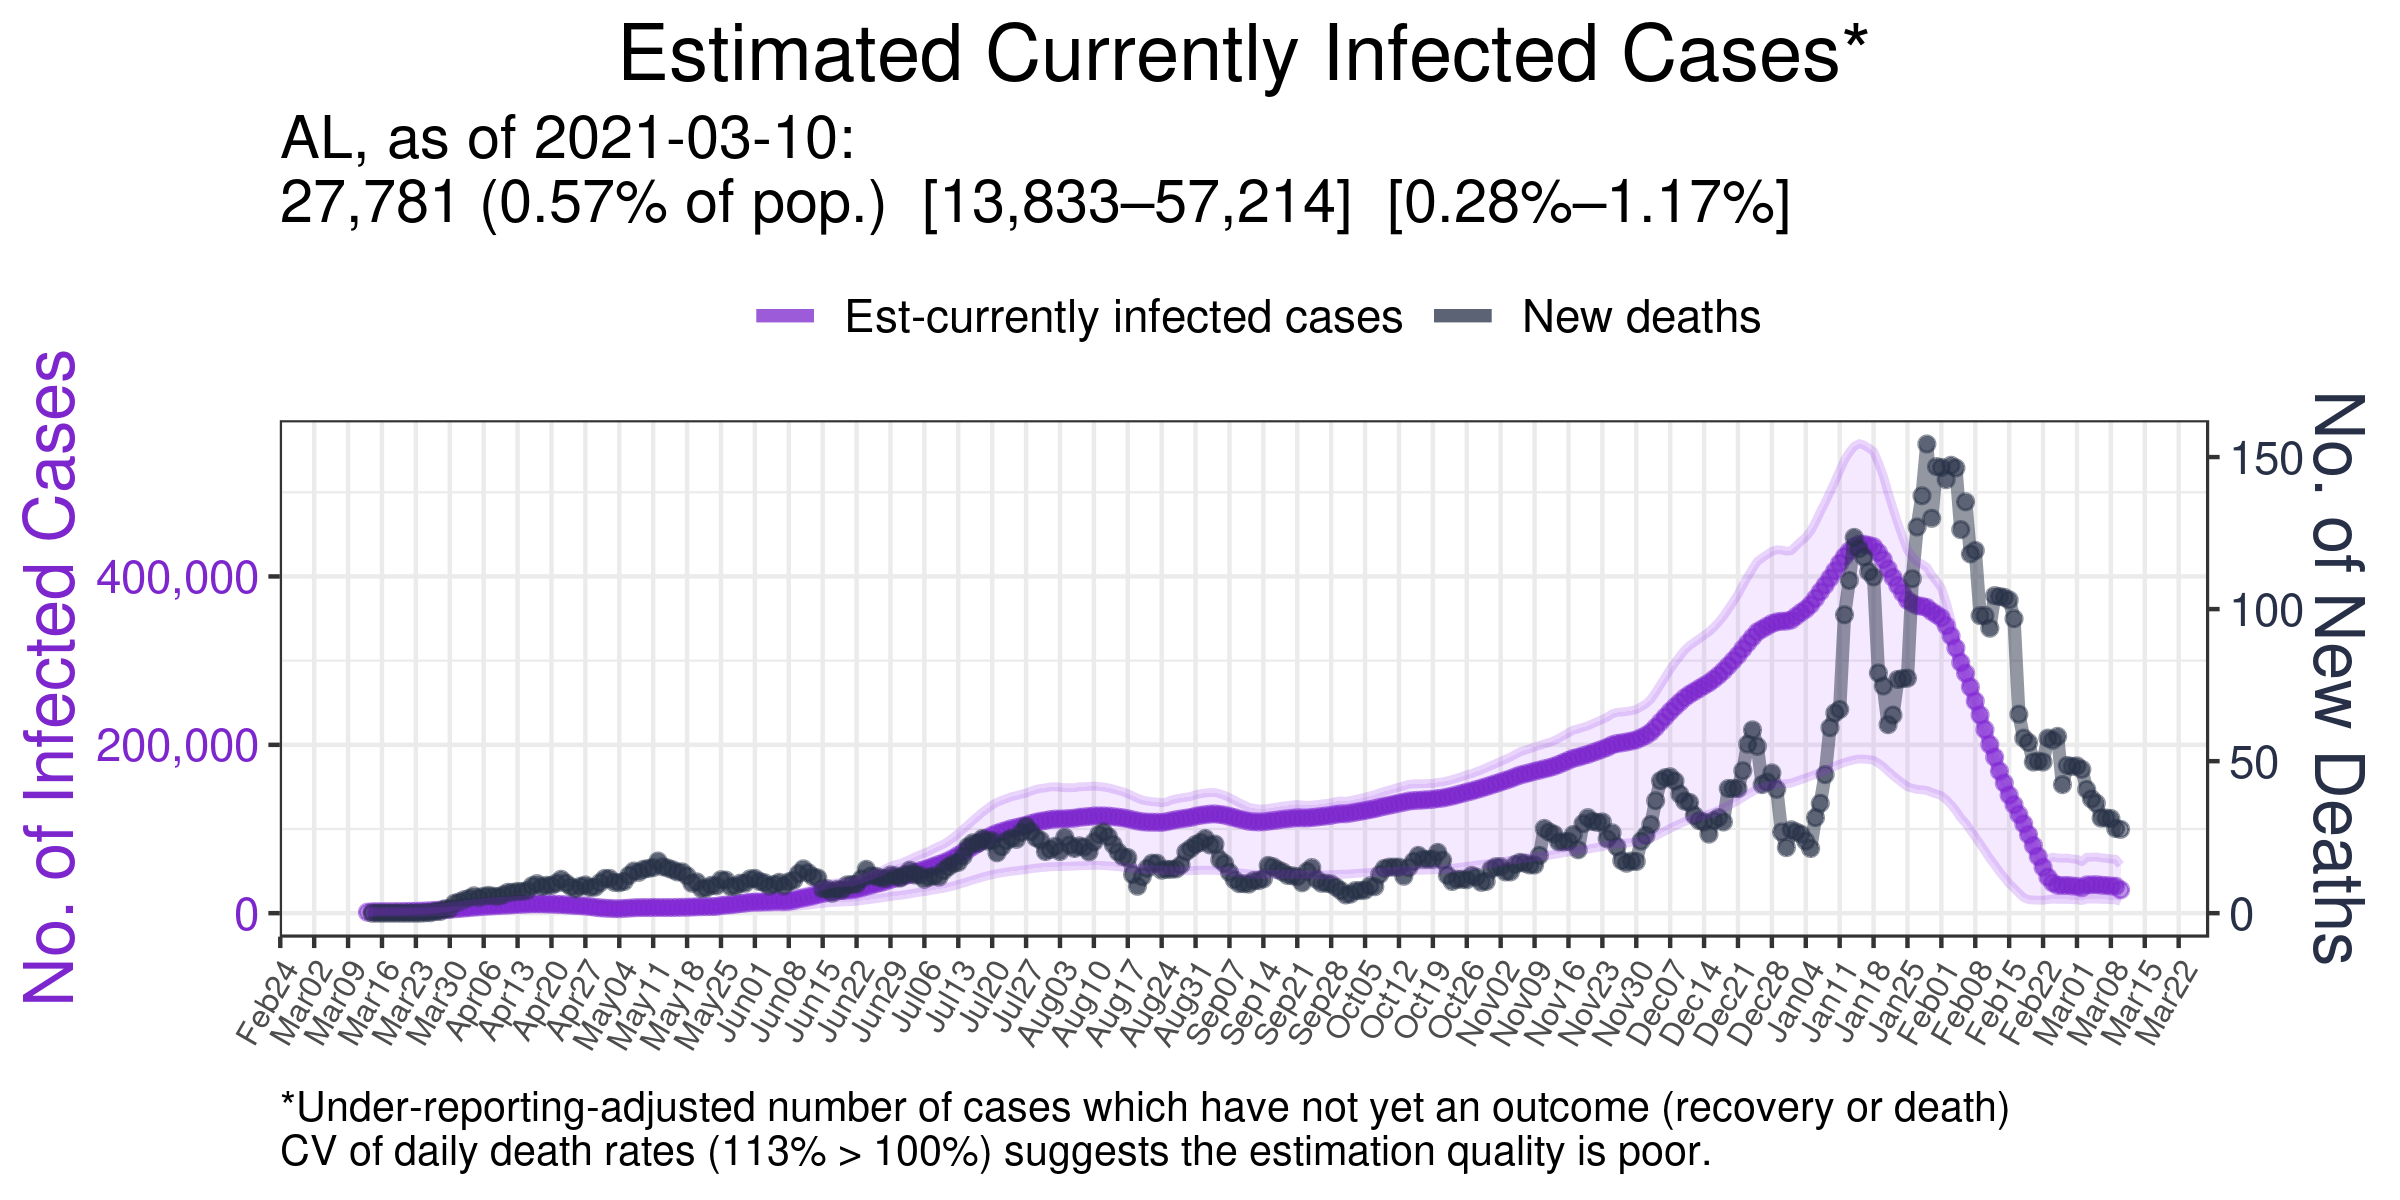 Estimated Currently Infected Cases*
AL, as of 2021-03-10:
27,781 (0.57% of pop.)  [13,833–57,214]  [0.28%–1.17%]
Est-currently infected cases
New deaths
No. of Infected Cases
400,000
200,000
0
150
100
50
0
No. of New Deaths
Feb24
Mar02
Mar09
Mar16
Mar23
Mar30
Apr06
Apr13
Apr20
Apr27
May04
May11
May18
May25
Jun01
Jun08
Jun15
Jun22
Jun29
Jul06
Jul13
Jul20
Jul27
Aug03
Aug10
Aug17
Aug24
Aug31
Sep07
Sep14
Sep21
Sep28
Oct05
Oct12
Oct19
Oct26
Nov02
Nov09
Nov16
Nov23
Nov30
Dec07
Dec14
Dec21
Dec28
Jan04
Jan11
Jan18
Jan25
Feb01
Feb08
Feb15
Feb22
Mar01
Mar08
Mar15
Mar22
*Under-reporting-adjusted number of cases which have not yet an outcome (recovery or death)
CV of daily death rates (113% > 100%) suggests the estimation quality is poor.